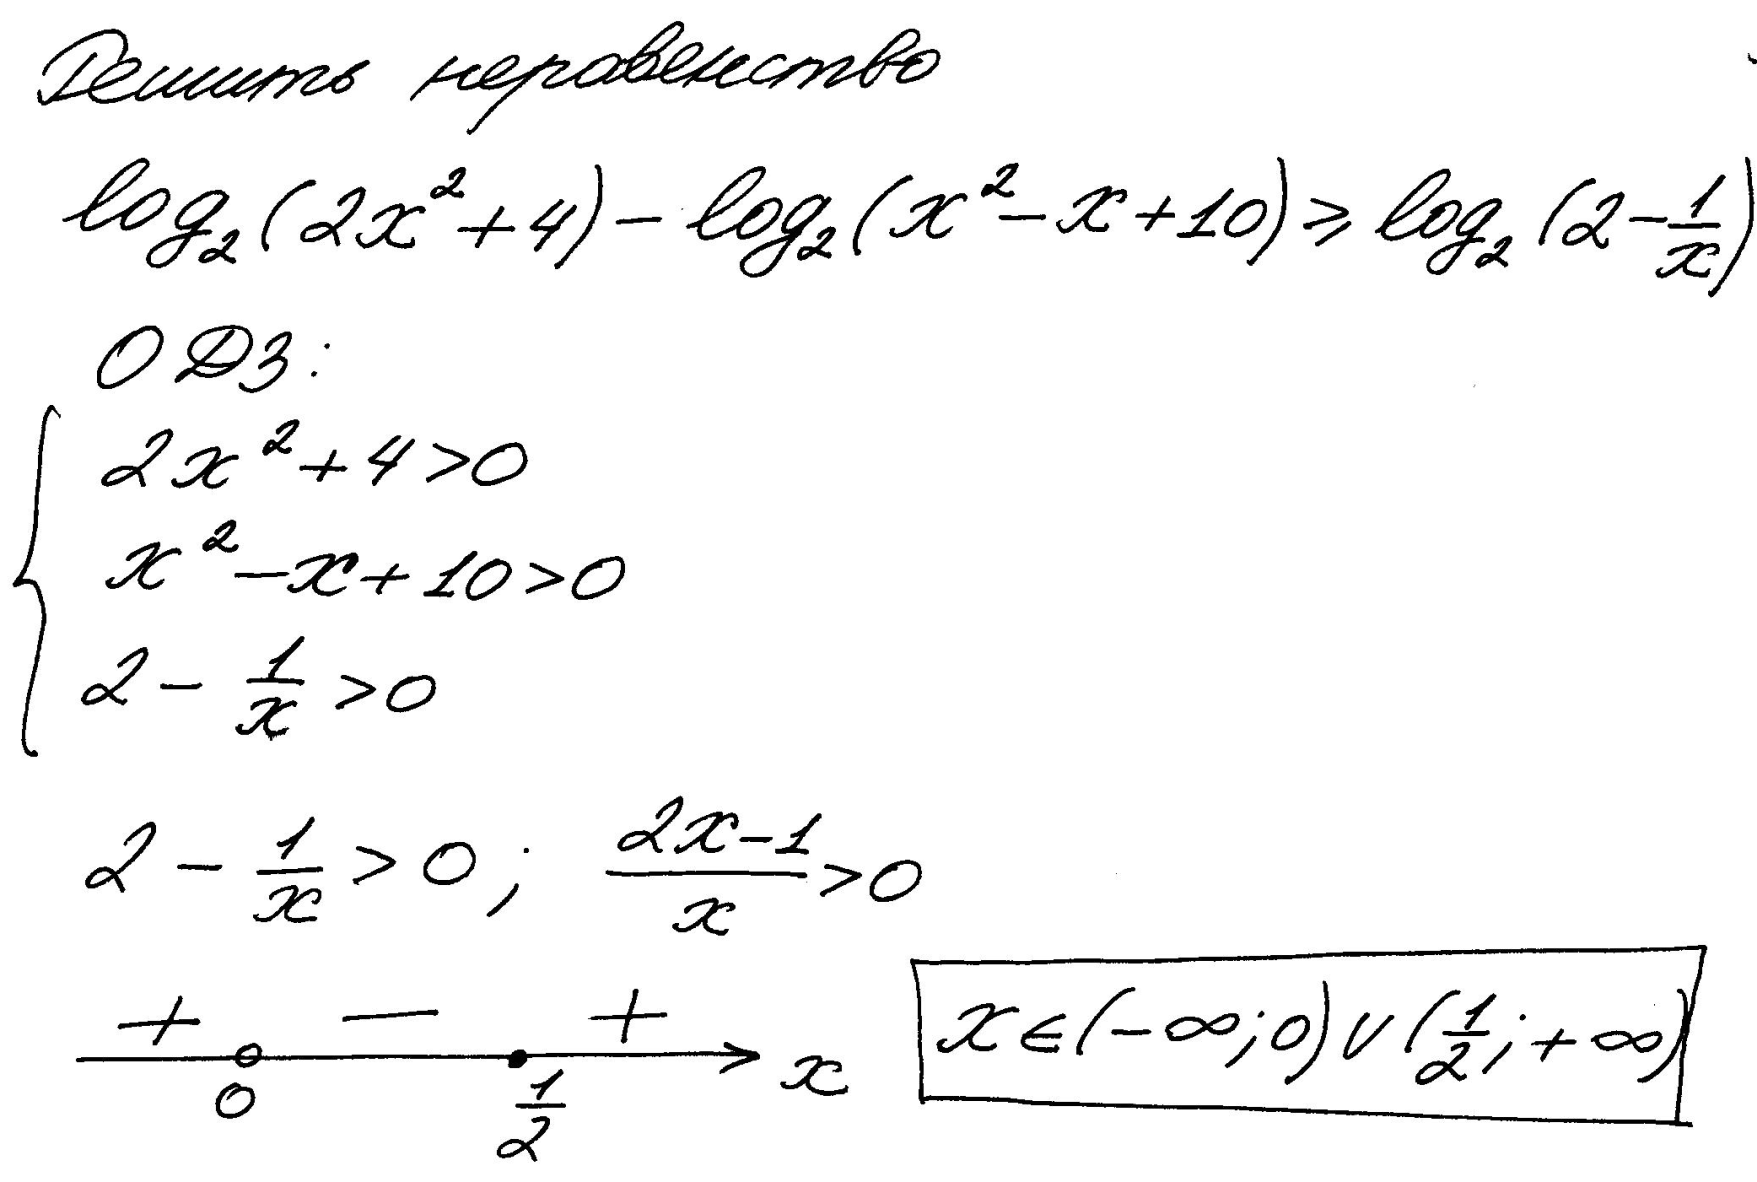 Решить неравенство
log₂(2x²+4)-log₂(x²-x+10)⩾log₂(2-1/x)
ОДЗ:
2x²+4>0
x²-x+10>0
2-1/x>0
2-1/x>0; (2x-1)/x>0
+ - +
0 1/2 x
x∈(-∞;0)∨(1/2;+∞)